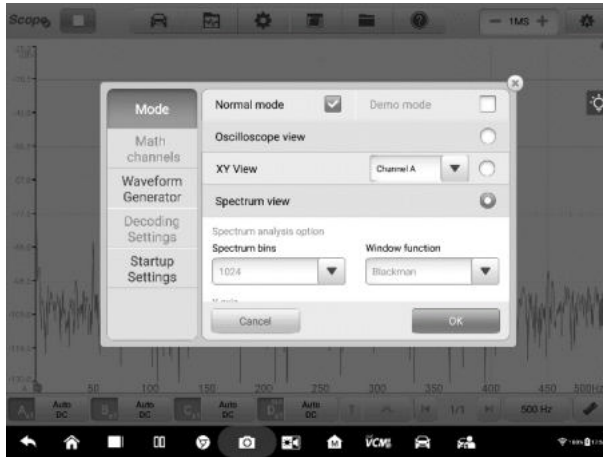 Scope
1MS
Mode
Normal mode
Demo mode
Math
channels
Oscilloscope view
XY View
Channel A
Waveform
Generator
Spectrum view
Decoding
Settings
Spectrum analysis option
Spectrum bins
Window function
Startup
Settings
1024
Blackman
Cancel
OK
50
100
150
200
250
300
350
400
450
500Hz
A
Auto
DC
B
Auto
DC
C
Auto
DC
D
Auto
DC
1/1
500 Hz
VCMI